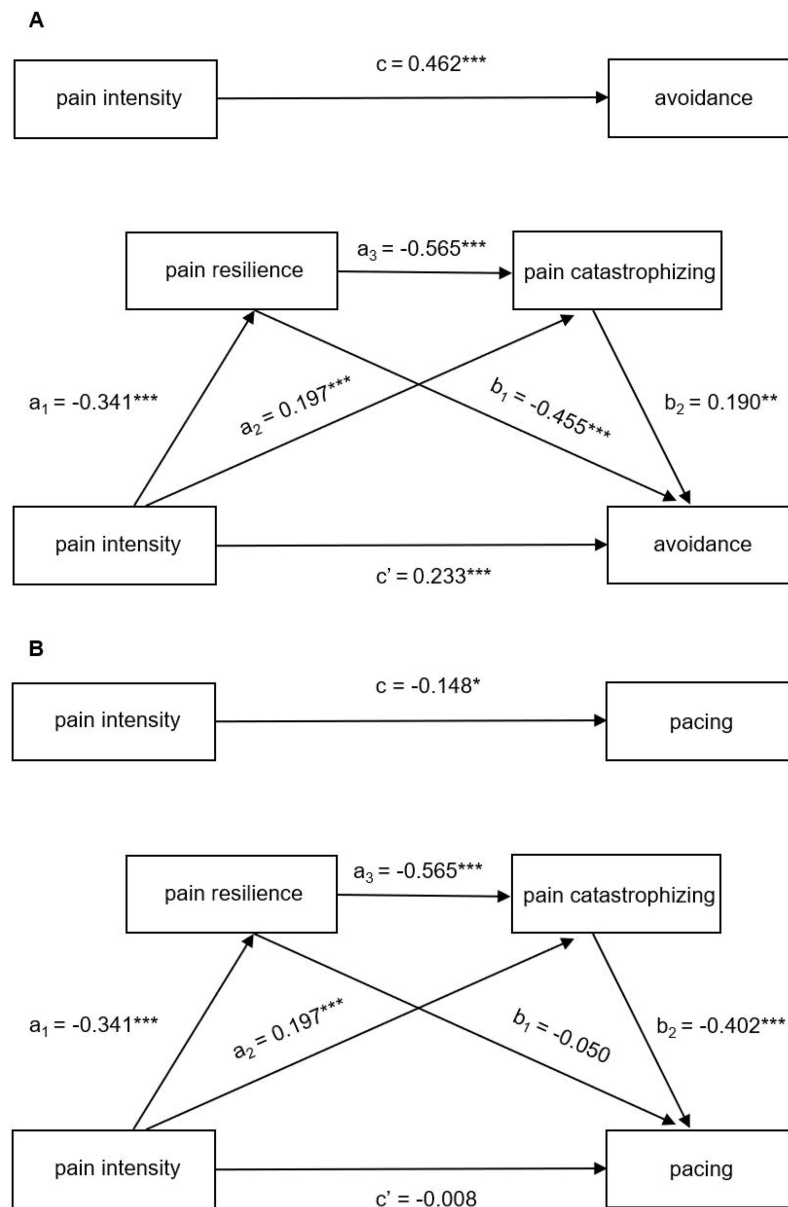 A
c = 0.462***
pain intensity
avoidance
pain resilience
a₃ = -0.565***
pain catastrophizing
a₁ = -0.341***
a₂ = 0.197***
b₁ = -0.455***
b₂ = 0.190**
pain intensity
avoidance
c’ = 0.233***
B
c = -0.148*
pain intensity
pacing
pain resilience
a₃ = -0.565***
pain catastrophizing
a₁ = -0.341***
a₂ = 0.197***
b₁ = -0.050
b₂ = -0.402***
pain intensity
pacing
c’ = -0.008